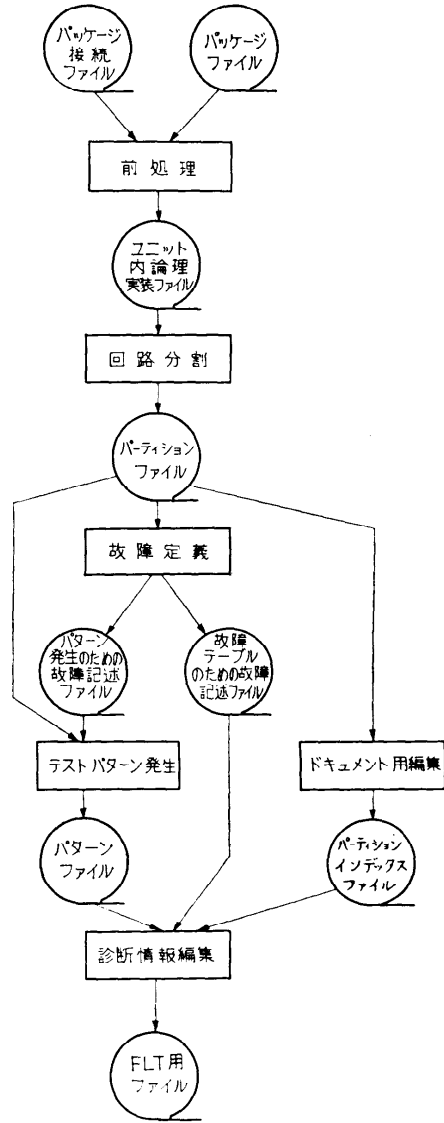 パッケージ
接続
ファイル
パッケージ
ファイル
前処理
ユニット
内論理
実装ファイル
回路分割
パーティション
ファイル
故障定義
パターン
発生のための
故障記述
ファイル
故障
テーブル
のための故障
記述ファイル
テストパターン発生
ドキュメント用編集
パターン
ファイル
パーティション
インデックス
ファイル
診断情報編集
FLT用
ファイル